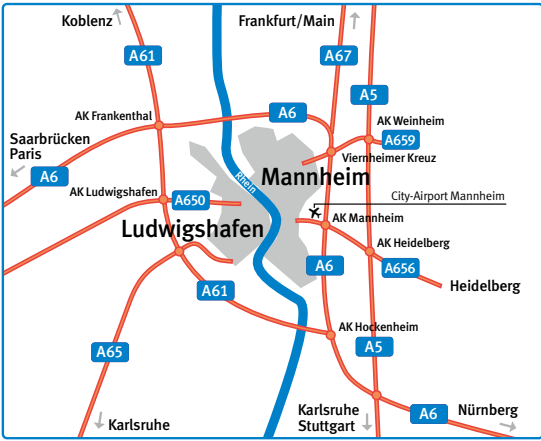 Koblenz
Frankfurt/Main
A61
A67
A5
A6
AK Weinheim
AK Frankenthal
A659
Saarbrücken
Paris
Viernheimer Kreuz
A6
Rhein
Mannheim
AK Ludwigshafen
A650
City-Airport Mannheim
AK Mannheim
Ludwigshafen
AK Heidelberg
A6
A656
A61
Heidelberg
AK Hockenheim
A65
A5
Karlsruhe
Karlsruhe
Stuttgart
A6
Nürnberg